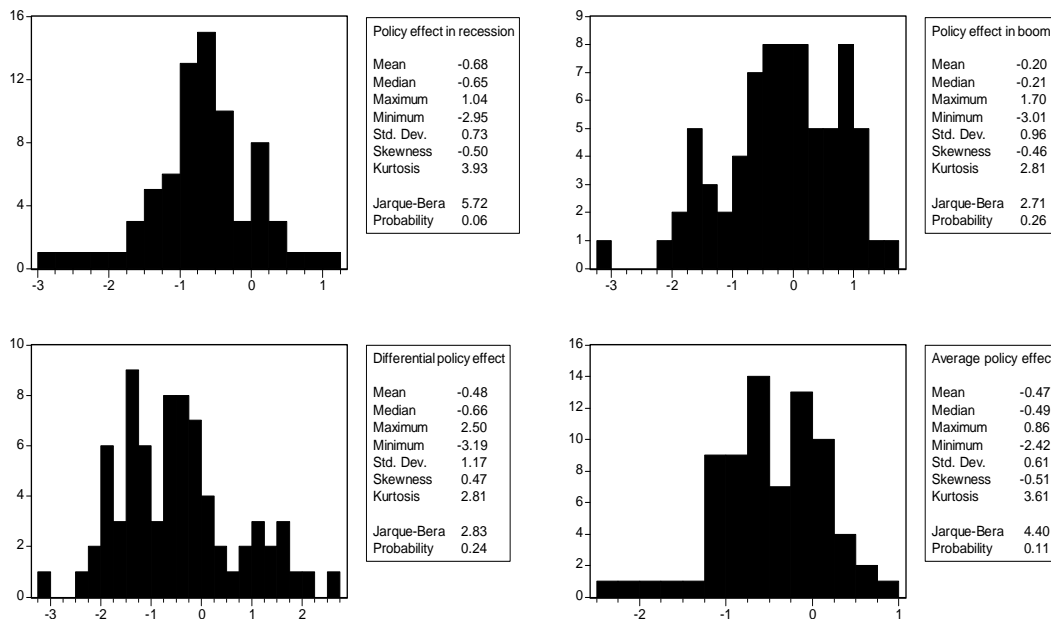 16
12
8
4
0
-3 -2 -1 0 1
Policy effect in recession
Mean -0.68
Median -0.65
Maximum 1.04
Minimum -2.95
Std. Dev. 0.73
Skewness -0.50
Kurtosis 3.93
Jarque-Bera 5.72
Probability 0.06
9
8
7
6
5
4
3
2
1
0
-3 -2 -1 0 1
Policy effect in boom
Mean -0.20
Median -0.21
Maximum 1.70
Minimum -3.01
Std. Dev. 0.96
Skewness -0.46
Kurtosis 2.81
Jarque-Bera 2.71
Probability 0.26
10
8
6
4
2
0
-3 -2 -1 0 1 2
Differential policy effect
Mean -0.48
Median -0.66
Maximum 2.50
Minimum -3.19
Std. Dev. 1.17
Skewness 0.47
Kurtosis 2.81
Jarque-Bera 2.83
Probability 0.24
16
14
12
10
8
6
4
2
0
-2 -1 0 1
Average policy effec
Mean -0.47
Median -0.49
Maximum 0.86
Minimum -2.42
Std. Dev. 0.61
Skewness -0.51
Kurtosis 3.61
Jarque-Bera 4.40
Probability 0.11